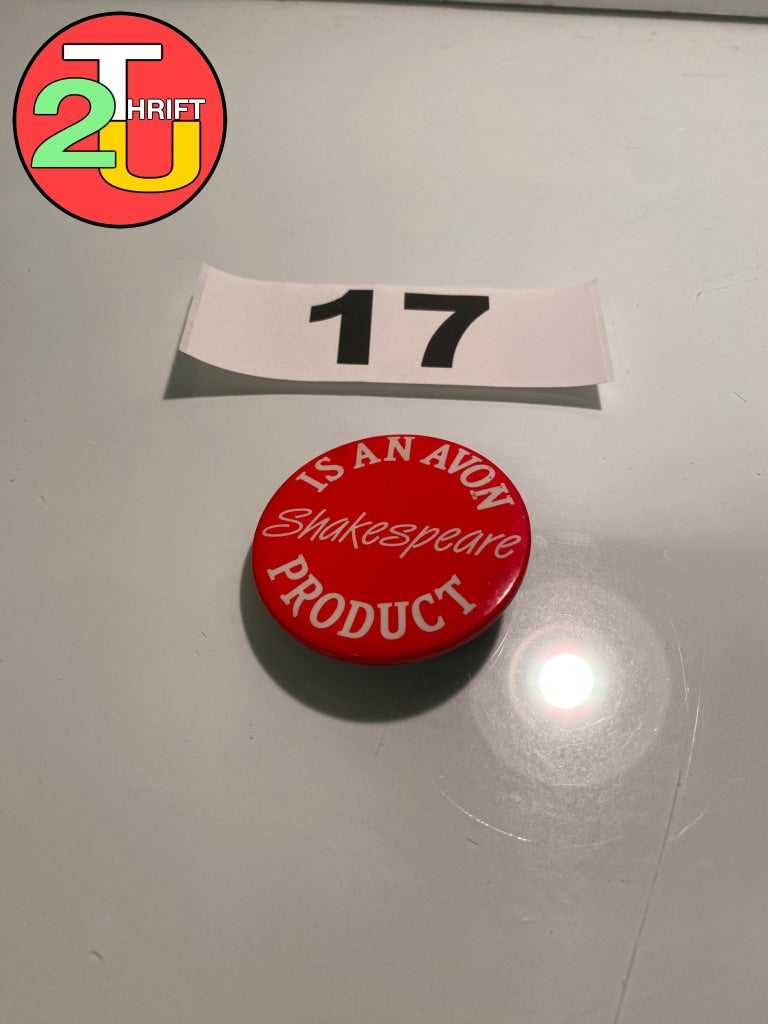 T
HRIFT
2
U
17
IS AN AVON
Shakespeare
PRODUCT